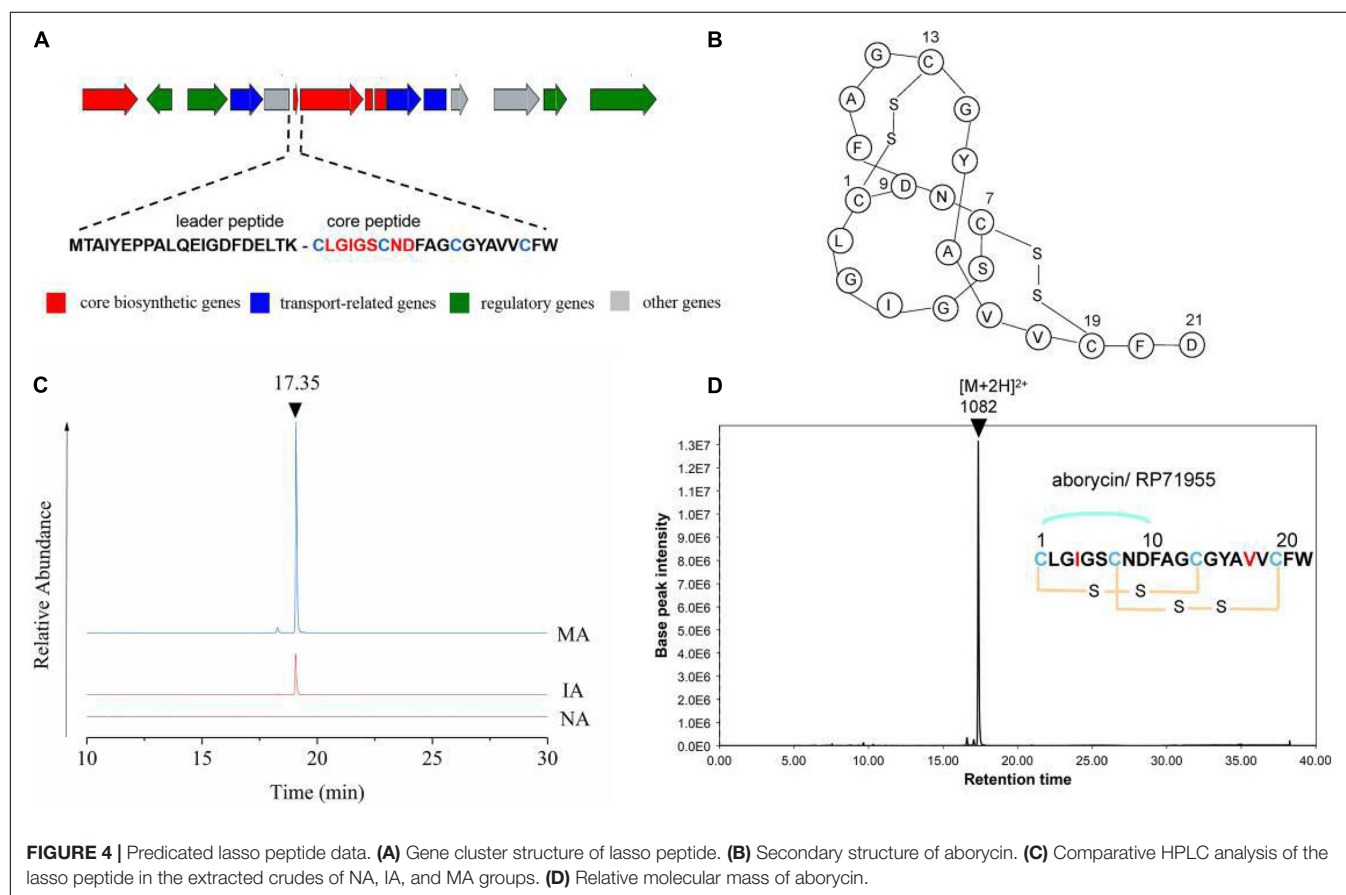 A
leader peptide core peptide
MTAIYEPPALQEIGDFDELTK - CLGIGSCNDFAGCGYAVVCFW
core biosynthetic genes transport-related genes regulatory genes other genes
B
13
G C
A S G
S
F Y
1 9 D N 7
C C
L A S
S
G I G S
V V 19 21
C F D
C
17.35
Relative Abundance
MA
IA
NA
10 15 20 25 30
Time (min)
D
[M+2H]2+
1082
Base peak intensity
1.3E7
1.2E7
1.1E7
1.0E7
9.0E6
8.0E6
7.0E6
6.0E6
5.0E6
4.0E6
3.0E6
2.0E6
1.0E6
0.0E0
aborycin/ RP71955
1 10 20
CLGIGSCNDFAGCGYAVVCFW
S S
S S
0.00 5.00 10.00 15.00 20.00 25.00 30.00 35.00 40.00
Retention time
FIGURE 4 | Predicated lasso peptide data. (A) Gene cluster structure of lasso peptide. (B) Secondary structure of aborycin. (C) Comparative HPLC analysis of the
lasso peptide in the extracted crudes of NA, IA, and MA groups. (D) Relative molecular mass of aborycin.